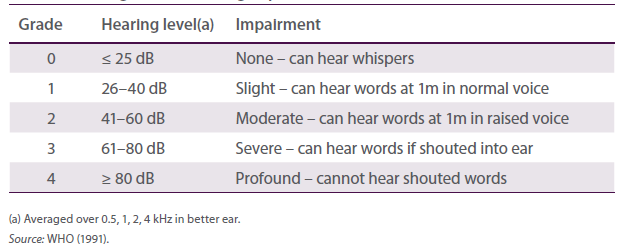 Grade Hearing level(a) Impairment
0 ≤ 25 dB None – can hear whispers
1 26–40 dB Slight – can hear words at 1m in normal voice
2 41–60 dB Moderate – can hear words at 1m in raised voice
3 61–80 dB Severe – can hear words if shouted into ear
4 ≥ 80 dB Profound – cannot hear shouted words
(a) Averaged over 0.5, 1, 2, 4 kHz in better ear.
Source: WHO (1991).